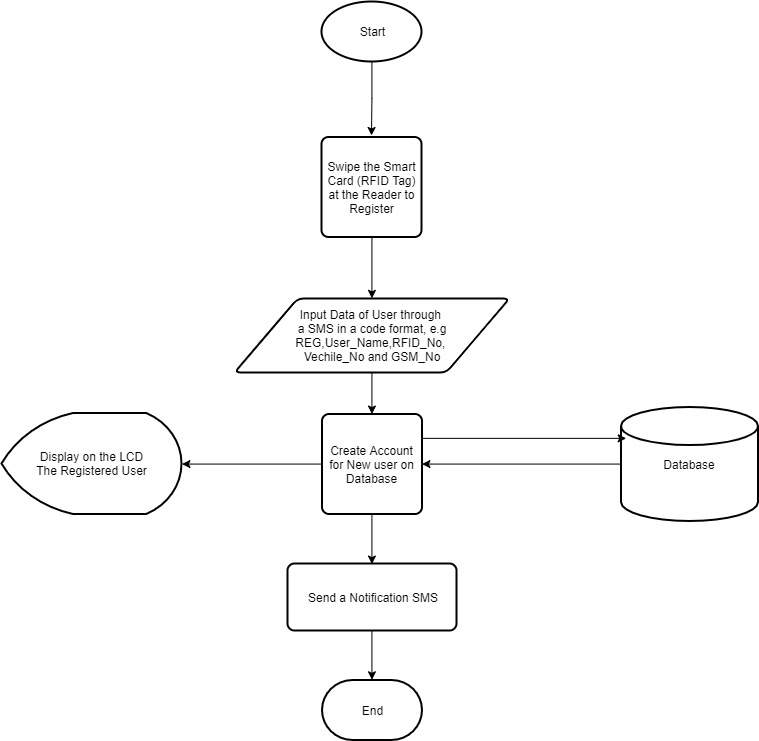 Start
Swipe the Smart
Card (RFID Tag)
at the Reader to
Register
Input Data of User through
a SMS in a code format, e.g
REG,User_Name,RFID_No,
Vechile_No and GSM_No
Display on the LCD
The Registered User
Create Account
for New user on
Database
Database
Send a Notification SMS
End